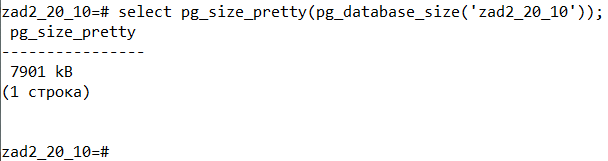 zad2_20_10=# select pg_size_pretty(pg_database_size('zad2_20_10'));
 pg_size_pretty
----------------
 7901 kB
(1 строка)
zad2_20_10=#